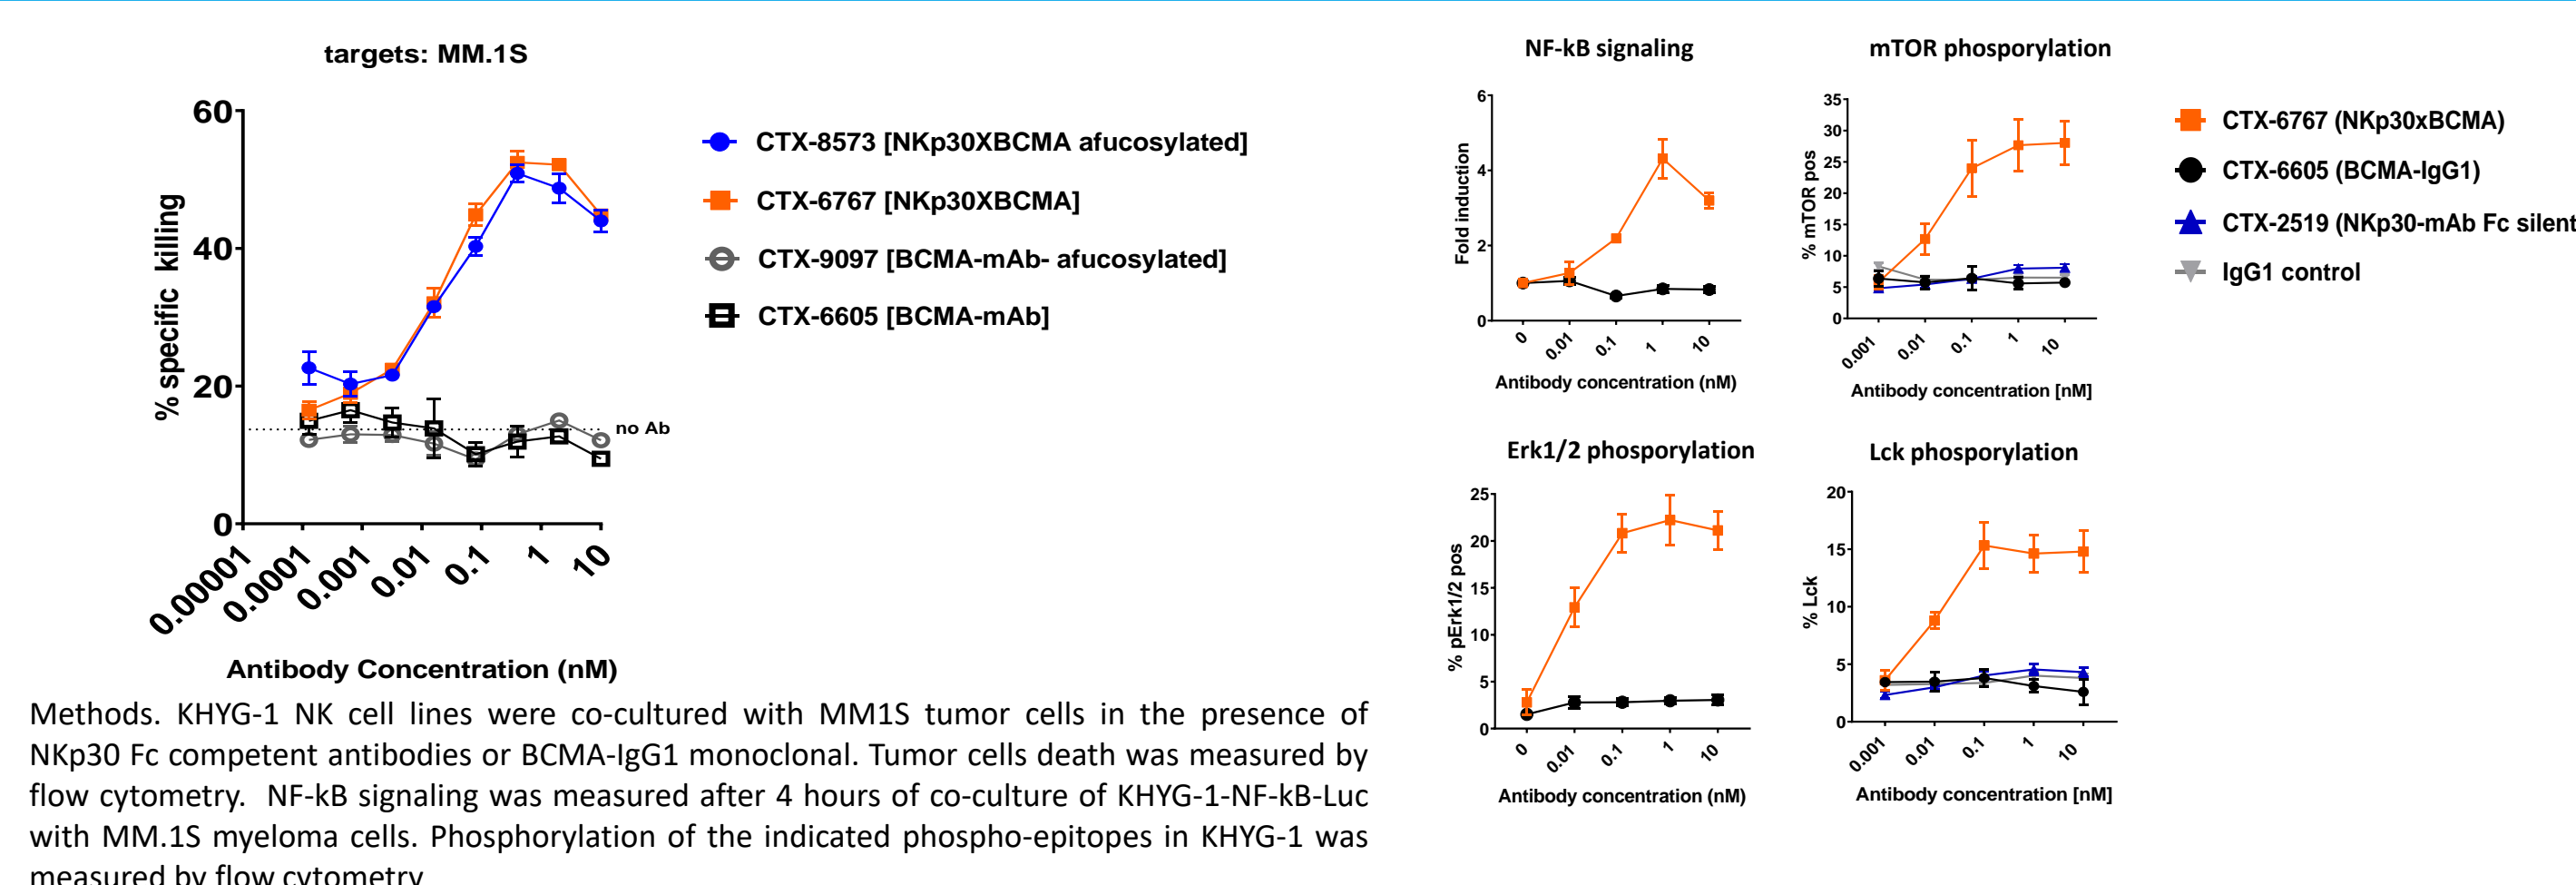 targets: MM.1S
% specific killing
60
40
20
0
no Ab
0.00001
0.0001
0.001
0.01
0.1
1
10
Antibody Concentration (nM)
CTX-8573 [NKp30XBCMA afucosylated]
CTX-6767 [NKp30XBCMA]
CTX-9097 [BCMA-mAb- afucosylated]
CTX-6605 [BCMA-mAb]
Methods. KHYG-1 NK cell lines were co-cultured with MM1S tumor cells in the presence of
NKp30 Fc competent antibodies or BCMA-IgG1 monoclonal. Tumor cells death was measured by
flow cytometry. NF-kB signaling was measured after 4 hours of co-culture of KHYG-1-NF-kB-Luc
with MM.1S myeloma cells. Phosphorylation of the indicated phospho-epitopes in KHYG-1 was
measured by flow cytometry
NF-kB signaling
Fold induction
6
4
2
0
0
0.01
0.1
1
10
Antibody concentration (nM)
mTOR phosporylation
% mTOR pos
35
30
25
20
15
10
5
0
0.001
0.01
0.1
1
10
Antibody concentration [nM]
CTX-6767 (NKp30xBCMA)
CTX-6605 (BCMA-IgG1)
CTX-2519 (NKp30-mAb Fc silent
IgG1 control
Erk1/2 phosporylation
% pErk1/2 pos
25
20
15
10
5
0
0
0.01
0.1
1
10
Antibody concentration (nM)
Lck phosporylation
% Lck
20
15
10
5
0
0.0001
0.01
0.1
1
10
Antibody concentration [nM]